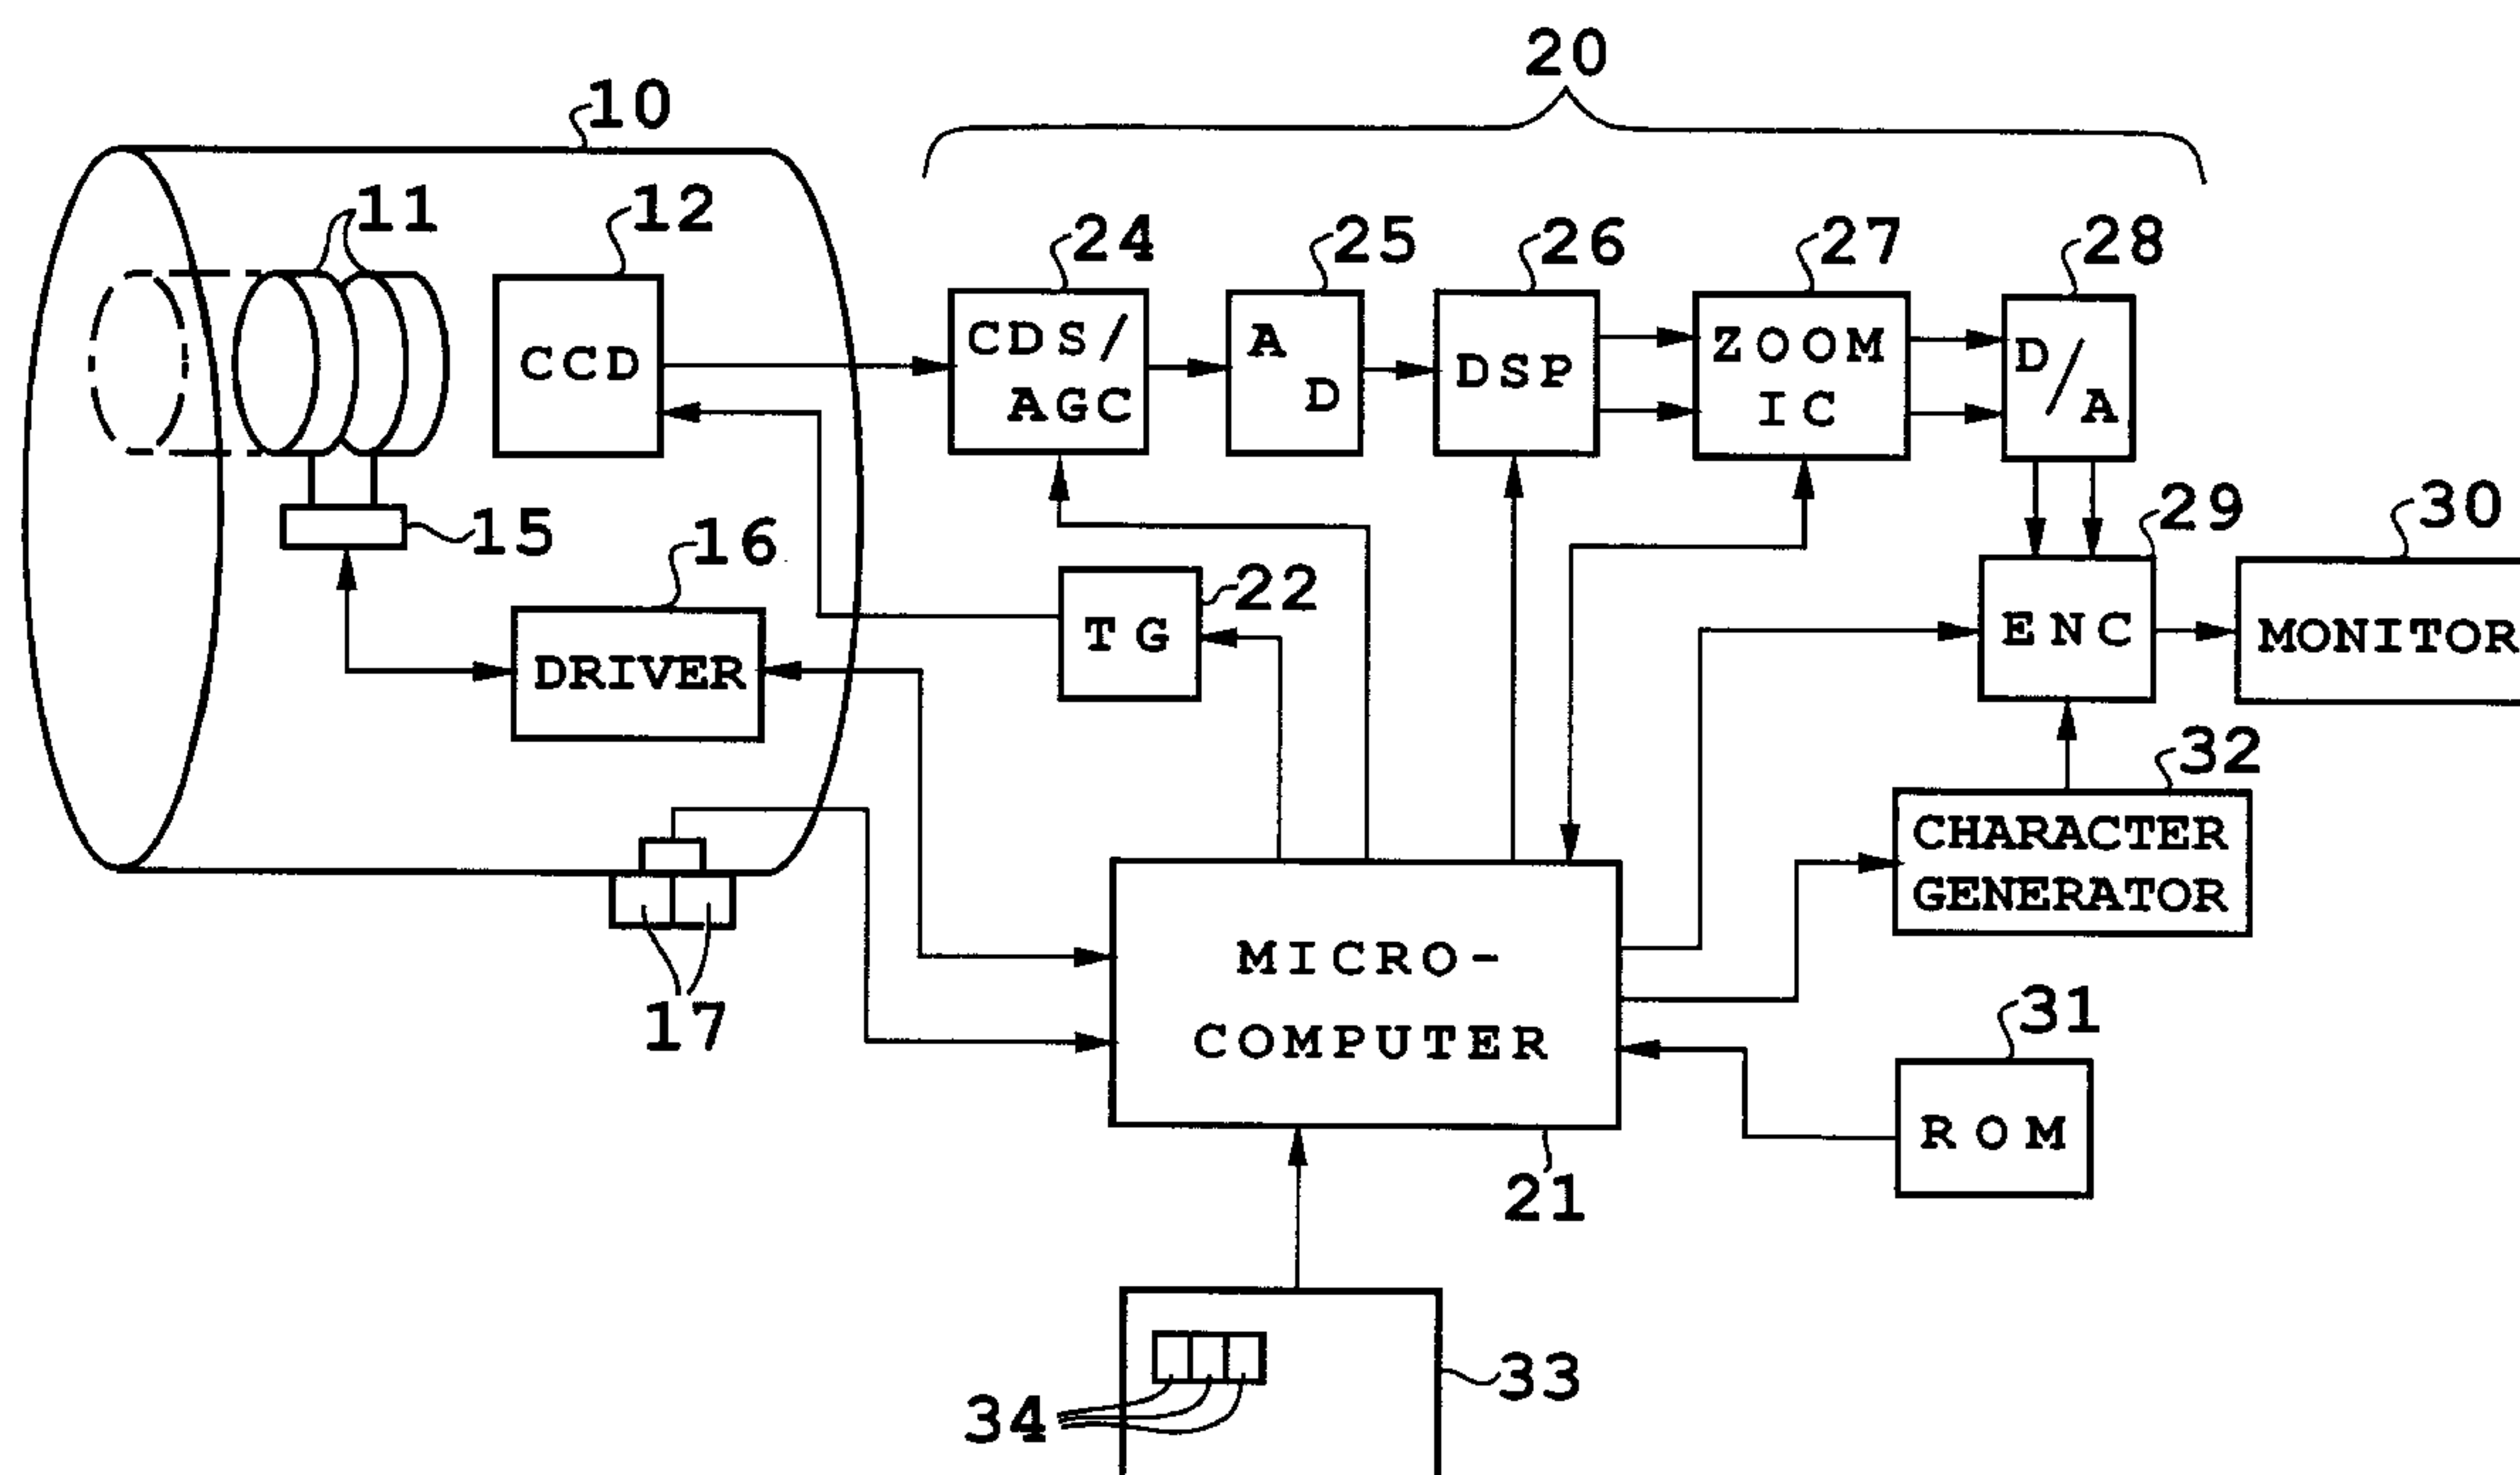 20
10
11
12
24
25
26
27
28
CCD
CDS/
AGC
A
D
DSP
ZOOM
IC
D/
A
15
16
22
29
30
DRIVER
TG
ENC
MONITOR
32
CHARACTER
GENERATOR
17
MICRO-
COMPUTER
31
ROM
21
33
34